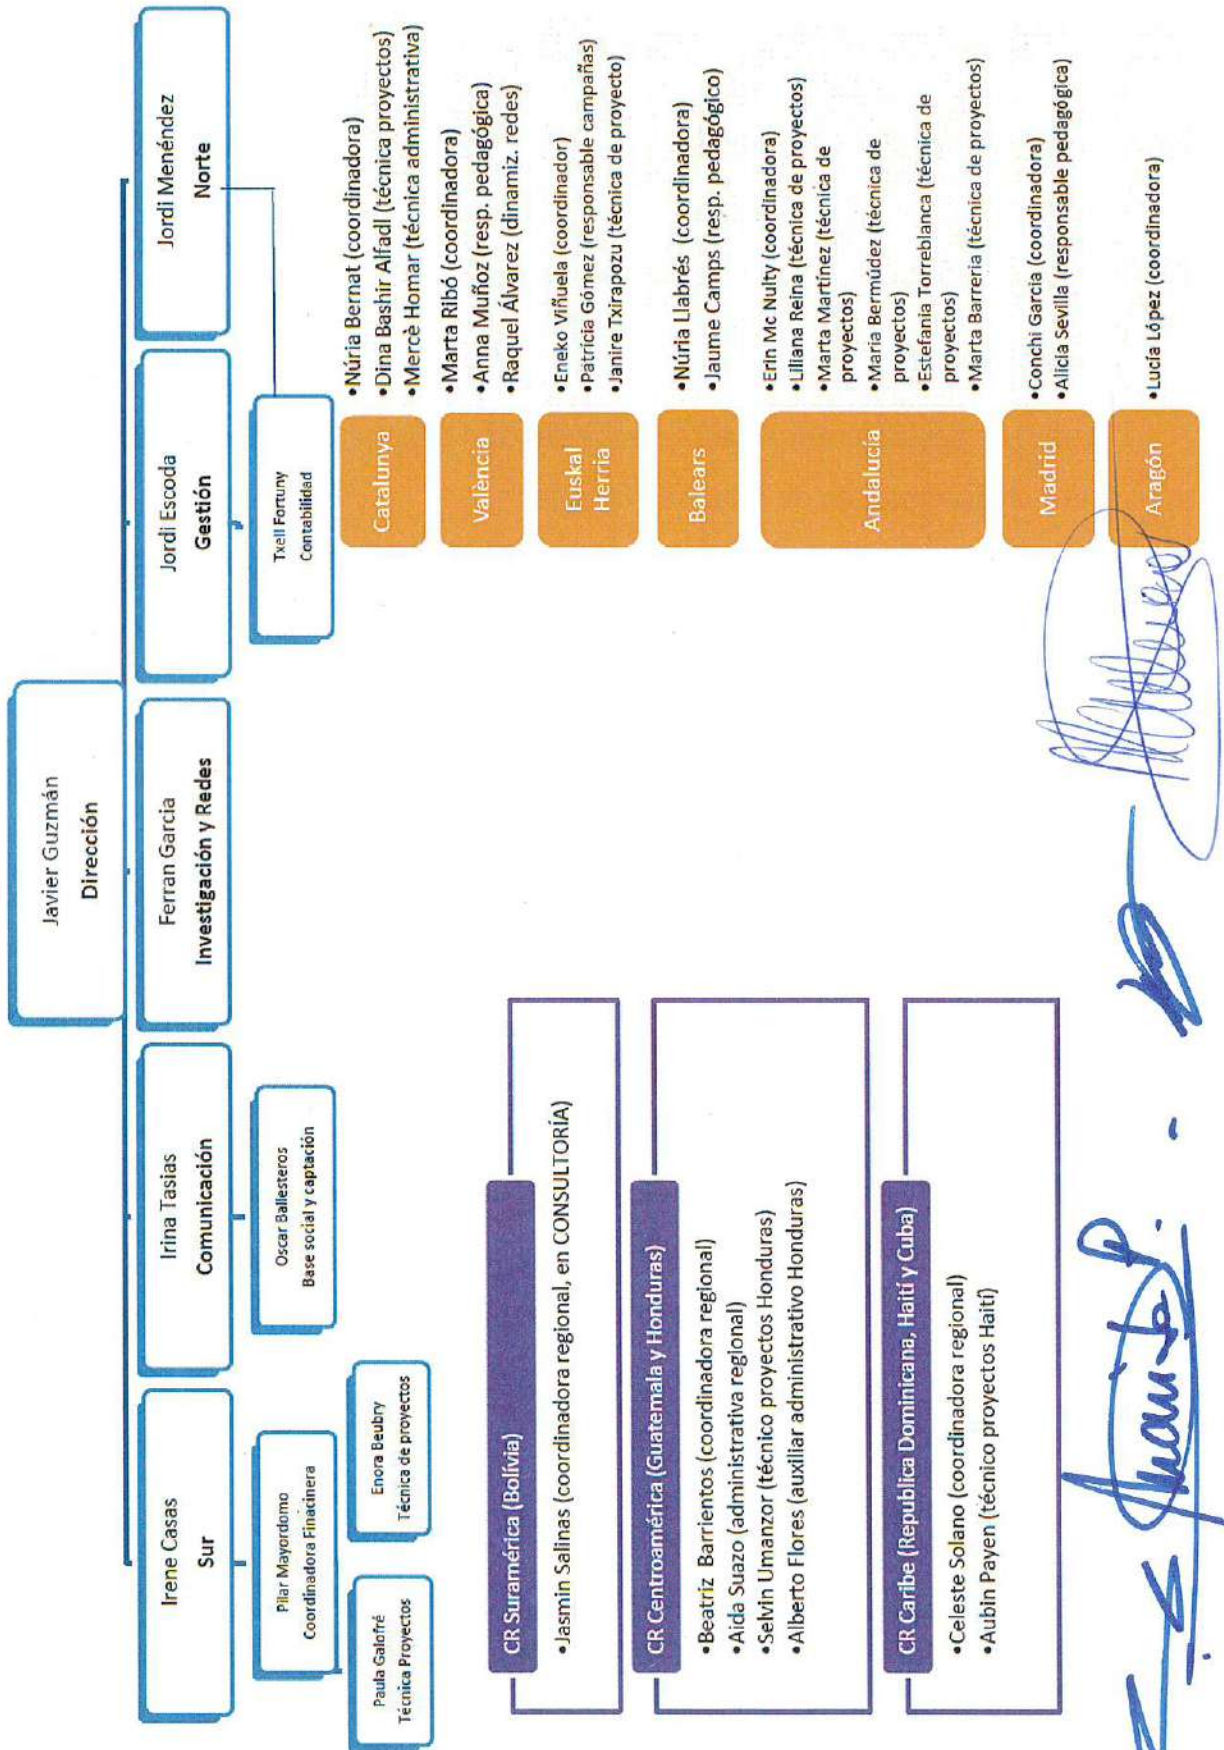 Javier Guzmán
Dirección
Irene Casas
Sur
Irina Tasias
Comunicación
Ferran Garcia
Investigación y Redes
Jordi Escoda
Gestión
Jordi Menéndez
Norte
Pilar Mayordomo
Coordinadora Finacinera
Oscar Ballesteros
Base social y captación
Txell Fortuny
Contabilidad
Paula Galofré
Técnica Proyectos
Enora Beubry
Técnica de proyectos
CR Suramérica (Bolívia)
•Jasmin Salinas (coordinadora regional, en CONSULTORÍA)
CR Centroamérica (Guatemala y Honduras)
•Beatriz Barrientos (coordinadora regional)
•Aida Suazo (administrativa regional)
•Selvin Umanzor (técnico proyectos Honduras)
•Alberto Flores (auxiliar administrativo Honduras)
CR Caribe (Republica Dominicana, Haití y Cuba)
•Celeste Solano (coordinadora regional)
•Aubin Payen (técnico proyectos Haití)
Catalunya
•Núria Bernat (coordinadora)
•Dina Bashir Alfadl (técnica proyectos)
•Mercè Homar (técnica administrativa)
València
•Marta Ribó (coordinadora)
•Anna Muñoz (resp. pedagógica)
•Raquel Álvarez (dinamiz. redes)
Euskal
Herria
•Eneko Viñuela (coordinador)
•Patricia Gómez (responsable campañas)
•Janire Txirapozu (técnica de proyecto)
Balears
•Núria Llabrés (coordinadora)
•Jaume Camps (resp. pedagógico)
Andalucía
•Erin Mc Nulty (coordinadora)
•Liliana Reina (técnica de proyectos)
•Marta Martínez (técnica de
proyectos)
•Maria Bermúdez (técnica de
proyectos)
•Estefania Torreblanca (técnica de
proyectos)
•Marta Barreria (técnica de proyectos)
Madrid
•Conchi Garcia (coordinadora)
•Alicia Sevilla (responsable pedagógica)
Aragón
•Lucía López (coordinadora)